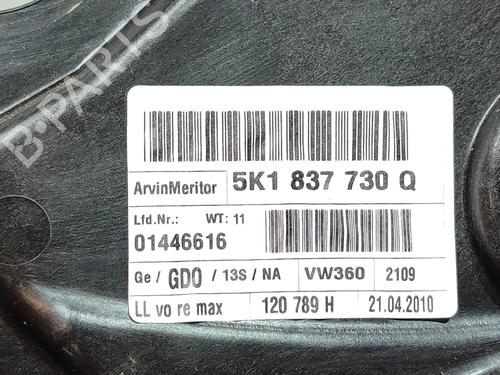 B-PARTS
ArvinMeritor 5K1 837 730 Q
Lfd.Nr.: WT: 11
01446616
Ge / GDO / 13S / NA VW360 2109
LL vo re max 120 789 H 21.04.2010